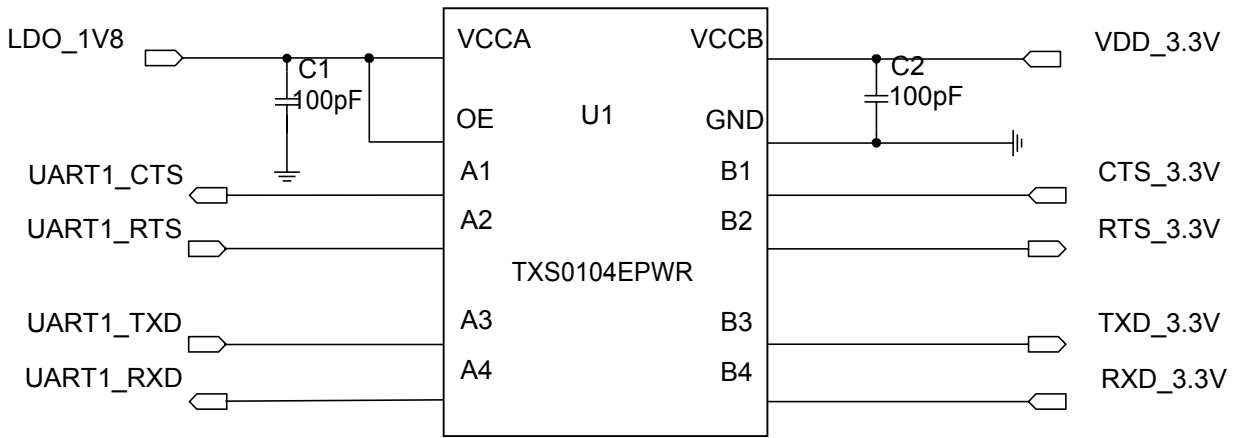 LDO_1V8
VCCA
VCCB
VDD_3.3V
C1
100pF
C2
100pF
OE
U1
GND
UART1_CTS
A1
B1
CTS_3.3V
UART1_RTS
A2
B2
RTS_3.3V
TXS0104EPWR
UART1_TXD
A3
B3
TXD_3.3V
UART1_RXD
A4
B4
RXD_3.3V